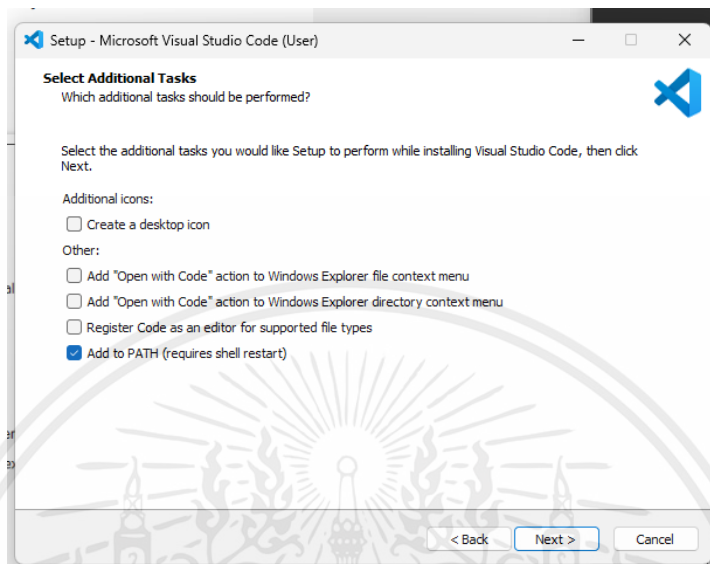 Setup - Microsoft Visual Studio Code (User)
Select Additional Tasks
Which additional tasks should be performed?
Select the additional tasks you would like Setup to perform while installing Visual Studio Code, then click
Next.
Additional icons:
Create a desktop icon
Other:
Add "Open with Code" action to Windows Explorer file context menu
Add "Open with Code" action to Windows Explorer directory context menu
Register Code as an editor for supported file types
Add to PATH (requires shell restart)
< Back
Next >
Cancel